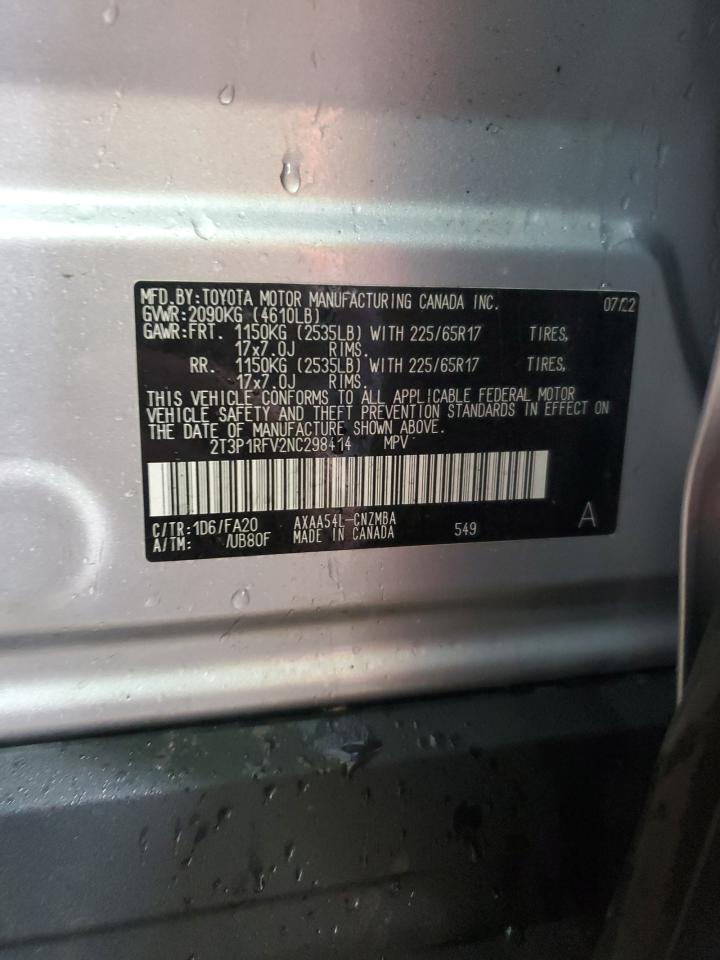 MFD.BY:TOYOTA MOTOR MANUFACTURING CANADA INC. 07/22
GVWR:2090KG (4610LB)
GAWR:FRT. 1150KG (2535LB) WITH 225/65R17 TIRES,
17x7.0J RIMS.
RR. 1150KG (2535LB) WITH 225/65R17 TIRES,
17x7.0J RIMS.
THIS VEHICLE CONFORMS TO ALL APPLICABLE FEDERAL MOTOR
VEHICLE SAFETY AND THEFT PREVENTION STANDARDS IN EFFECT ON
THE DATE OF MANUFACTURE SHOWN ABOVE.
2T3P1RFV2NC298414 MPV
C/TR:1D6/FA20 AXAA54L-CNZMBA
A/TM: /UB80F MADE IN CANADA 549 A